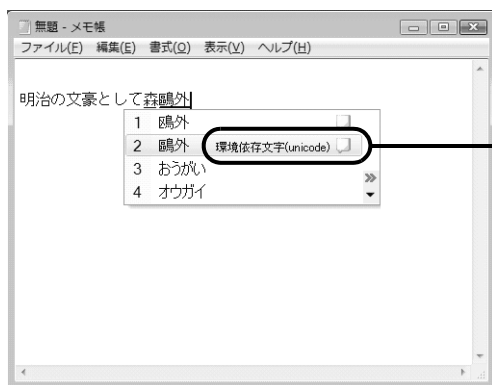 無題 - メモ帳
ファイル(F) 編集(E) 書式(O) 表示(V) ヘルプ(H)
明治の文豪として森鷗外
1 鴎外
2 鷗外 環境依存文字(unicode)
3 おうがい
4 オウガイ